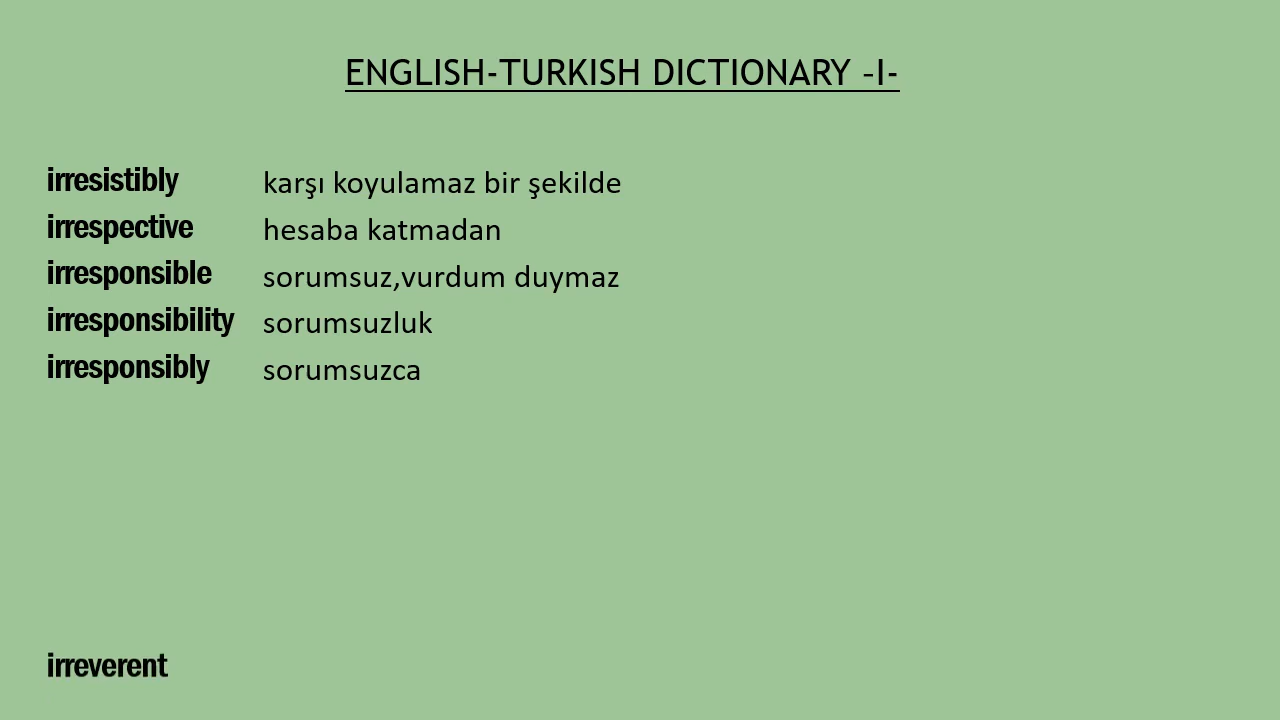 ENGLISH-TURKISH DICTIONARY –I-
irresistibly karşı koyulamaz bir şekilde
irrespective hesaba katmadan
irresponsible sorumsuz,vurdum duymaz
irresponsibility sorumsuzluk
irresponsibly sorumsuzca
irreverent